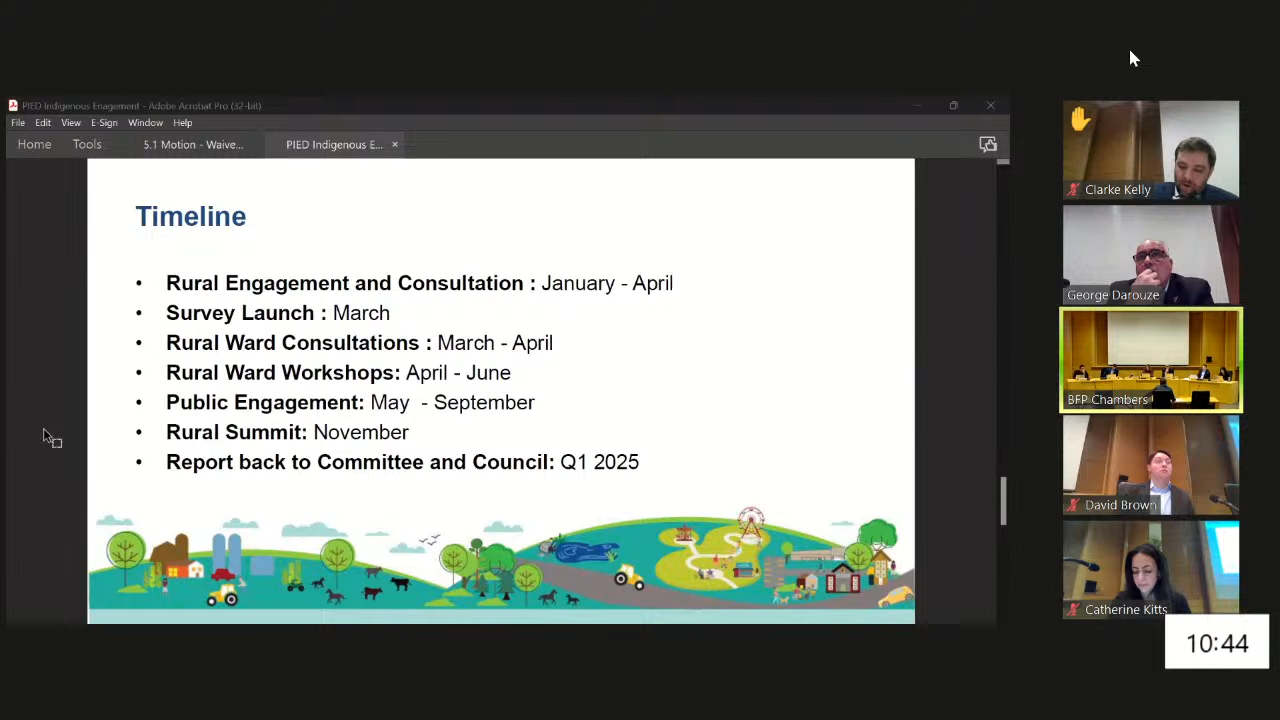 PIED Indigenous Enagement - Adobe Acrobat Pro (32-bit)
File Edit View E-Sign Window Help
Home Tools 5.1 Motion - Waive... PIED Indigenous E... ×
Timeline
• Rural Engagement and Consultation : January - April
• Survey Launch : March
• Rural Ward Consultations : March - April
• Rural Ward Workshops: April - June
• Public Engagement: May - September
• Rural Summit: November
• Report back to Committee and Council: Q1 2025
Clarke Kelly
George Darouze
BFP Chambers
David Brown
Catherine Kitts
10:44